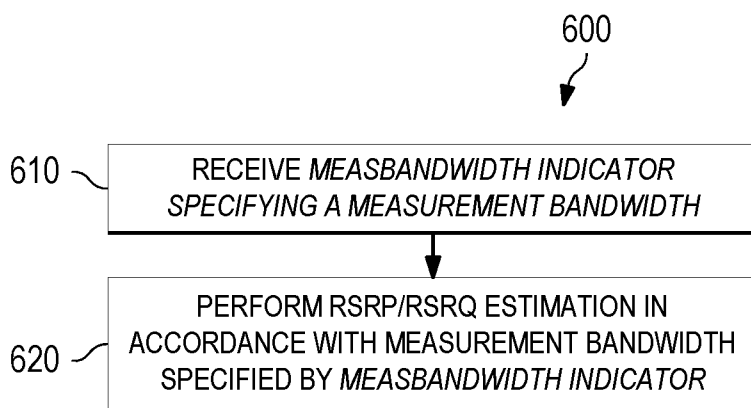 600
610
RECEIVE MEASBANDWIDTH INDICATOR
SPECIFYING A MEASUREMENT BANDWIDTH
620
PERFORM RSRP/RSRQ ESTIMATION IN
ACCORDANCE WITH MEASUREMENT BANDWIDTH
SPECIFIED BY MEASBANDWIDTH INDICATOR